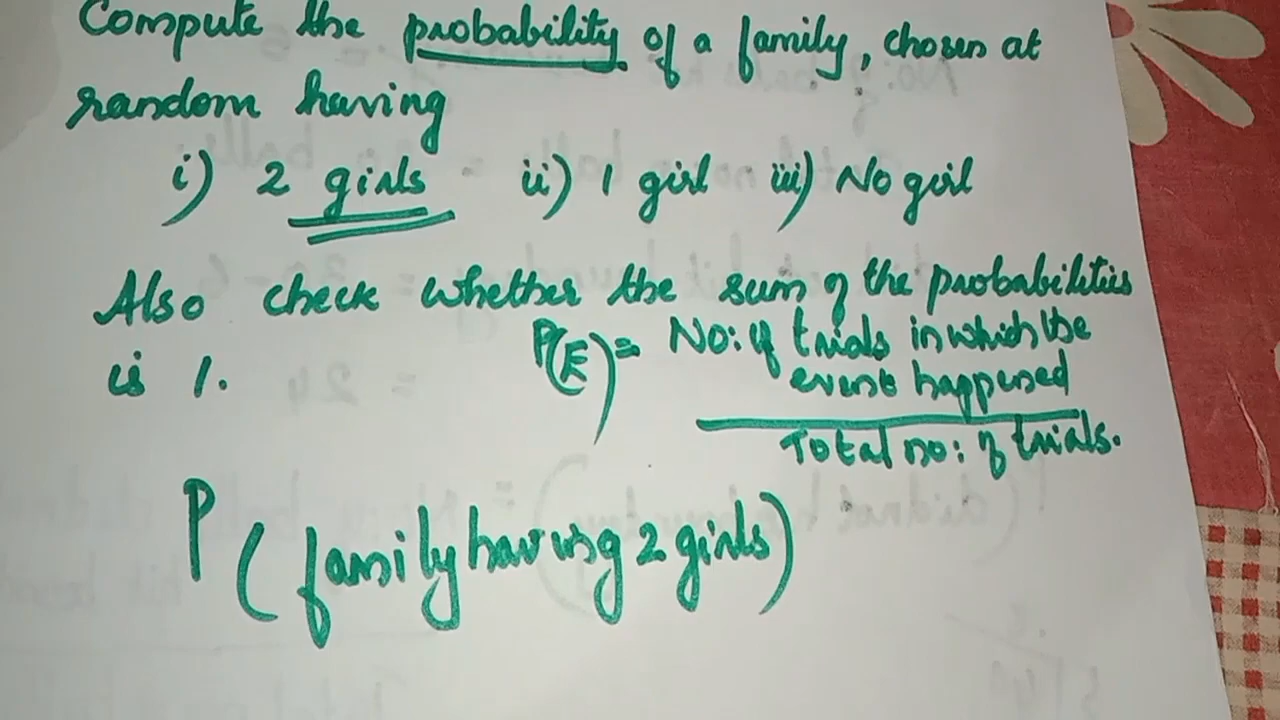 Compute the probability of a family, chosen at
random having
i) 2 girls ii) 1 girl iii) No girl
Also check whether the sum of the probabilities
is 1.
P(E) = No: of trials in which the
event happened
Total no: of trials.
P (family having 2 girls)